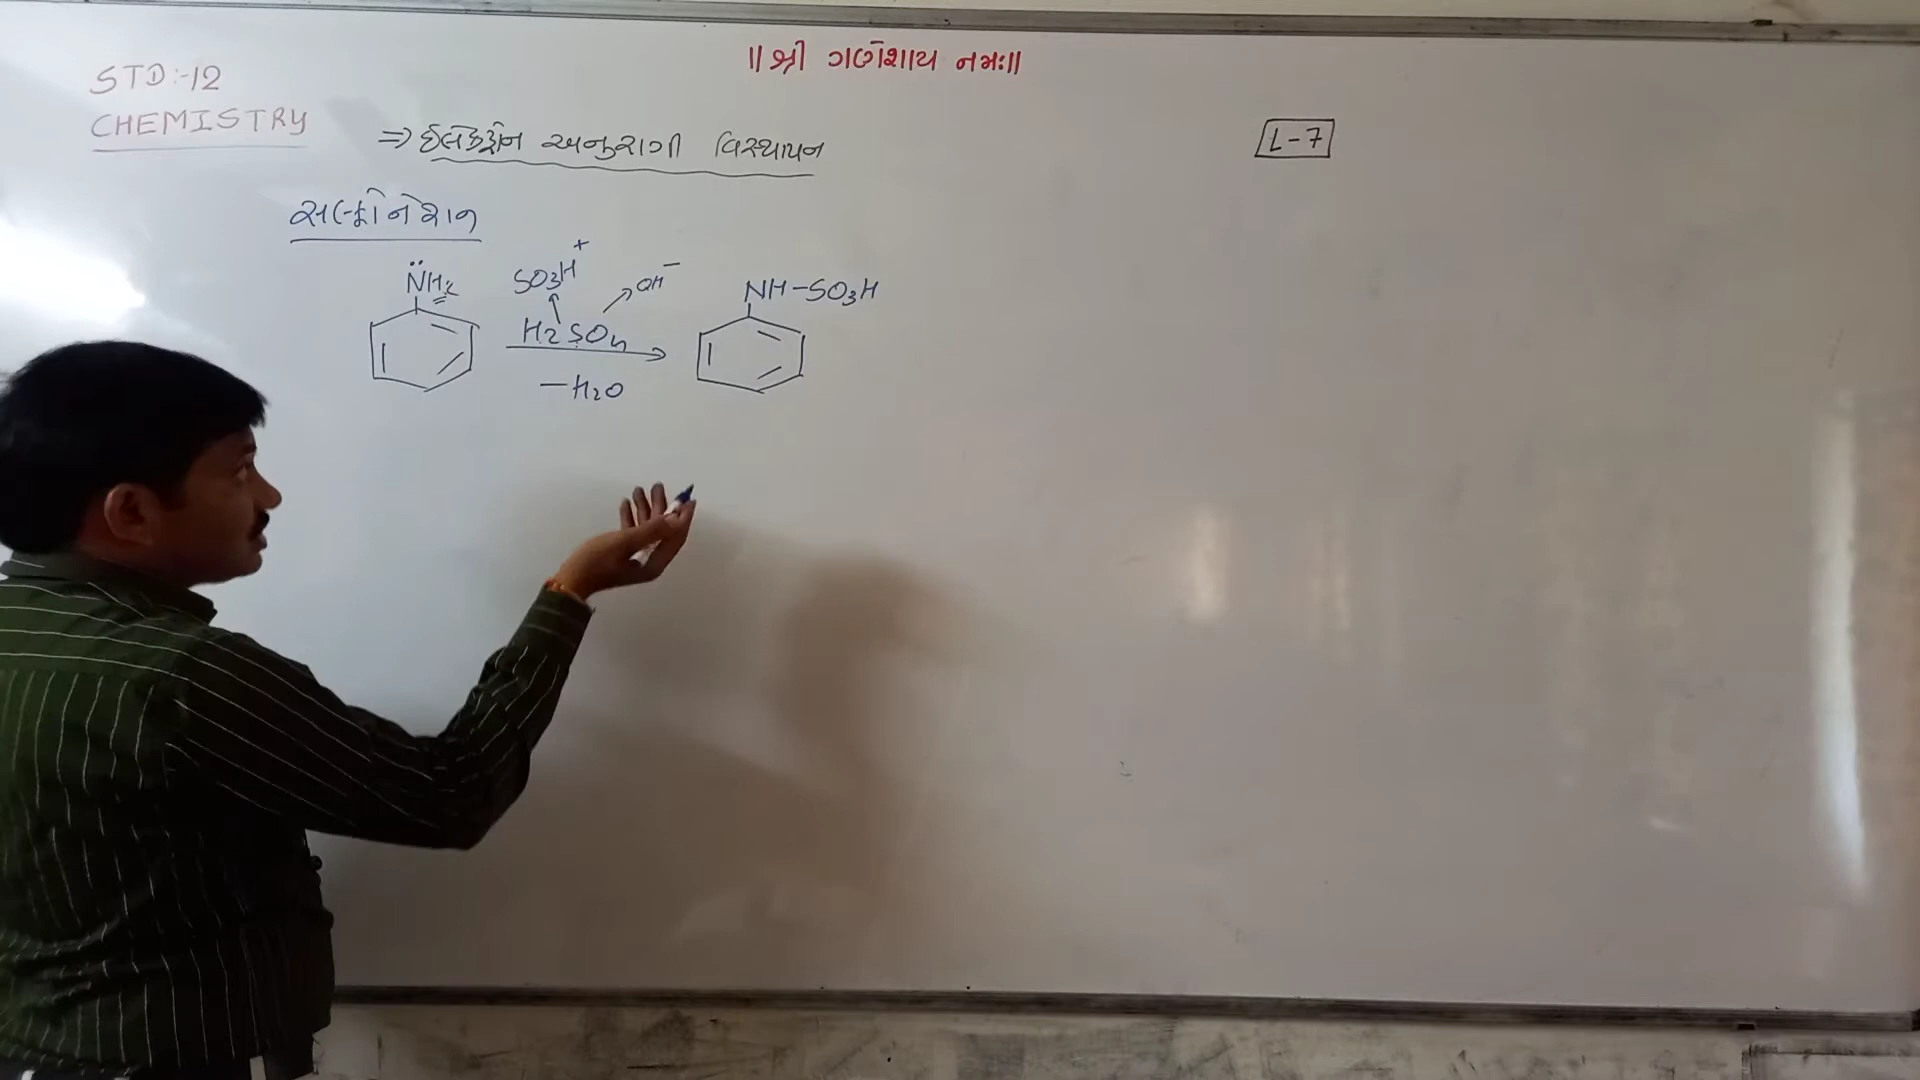 ॥ શ્રી ગણેશાય નમઃ॥
STD:-12
CHEMISTRY
⇒ ઈલેક્ટ્રોન અનુરાગી વિસ્થાપન
L-7
સલ્ફોનેશન
SO₃H⁺
OH⁻
NH₂
NH-SO₃H
H2SO₄
-H₂O